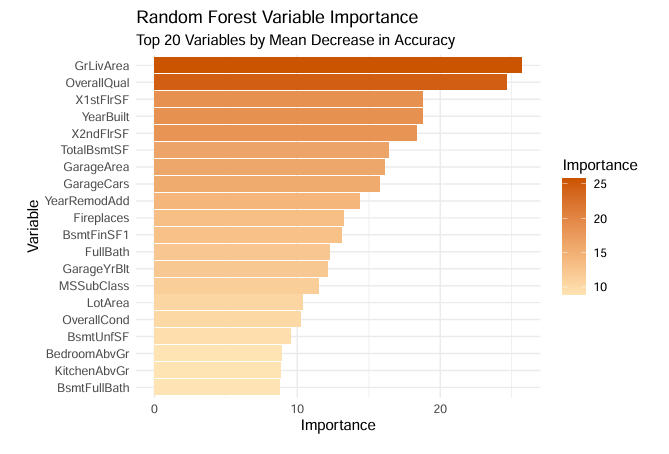 Random Forest Variable Importance
Top 20 Variables by Mean Decrease in Accuracy
Variable
GrLivArea
OverallQual
X1stFlrSF
YearBuilt
X2ndFlrSF
TotalBsmtSF
GarageArea
GarageCars
YearRemodAdd
Fireplaces
BsmtFinSF1
FullBath
GarageYrBlt
MSSubClass
LotArea
OverallCond
BsmtUnfSF
BedroomAbvGr
KitchenAbvGr
BsmtFullBath
0 10 20
Importance
Importance
25
20
15
10